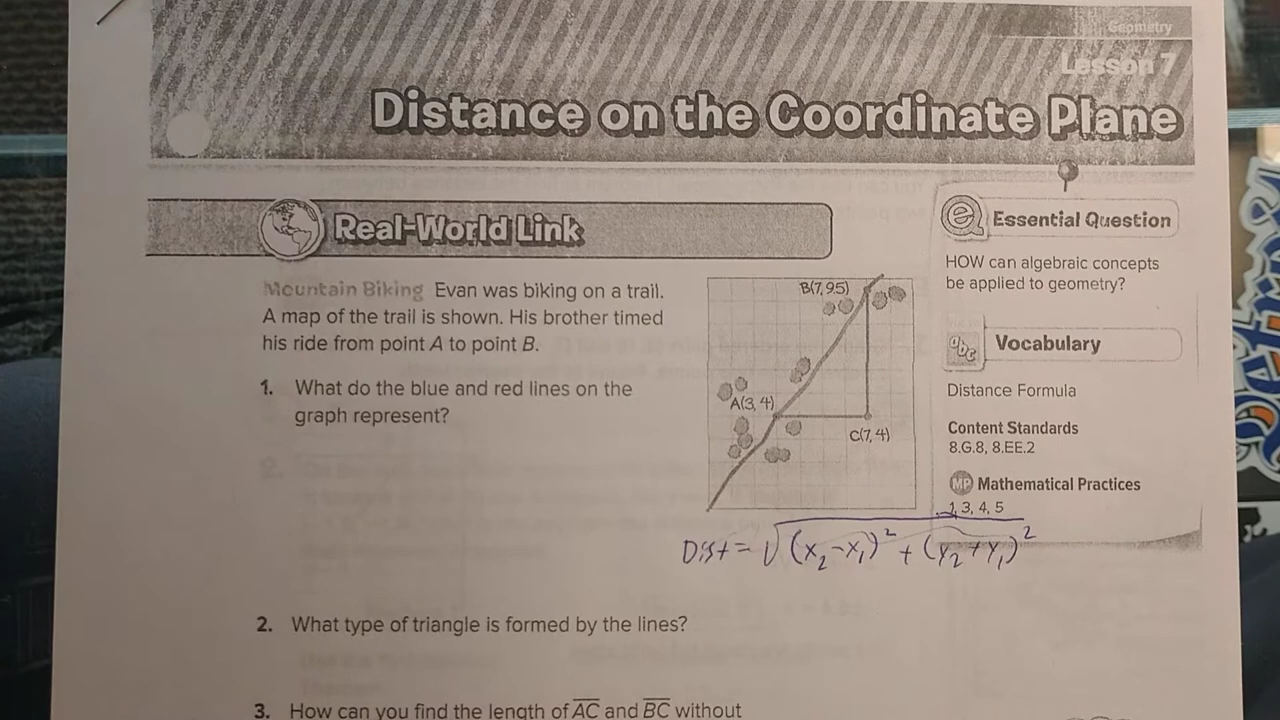 Geometry
Lesson 7
Distance on the Coordinate Plane
Real-World Link
Mountain Biking Evan was biking on a trail.
A map of the trail is shown. His brother timed
his ride from point A to point B.
1. What do the blue and red lines on the
graph represent?
B(7, 9.5)
A(3, 4)
C(7, 4)
Dist = √(x₂-x₁)² + (y₂+y₁)²
2. What type of triangle is formed by the lines?
3. How can you find the length of A̅C̅ and B̅C̅ without
e
Essential Question
HOW can algebraic concepts
be applied to geometry?
abc
Vocabulary
Distance Formula
Content Standards
8.G.8, 8.EE.2
MP Mathematical Practices
1, 3, 4, 5